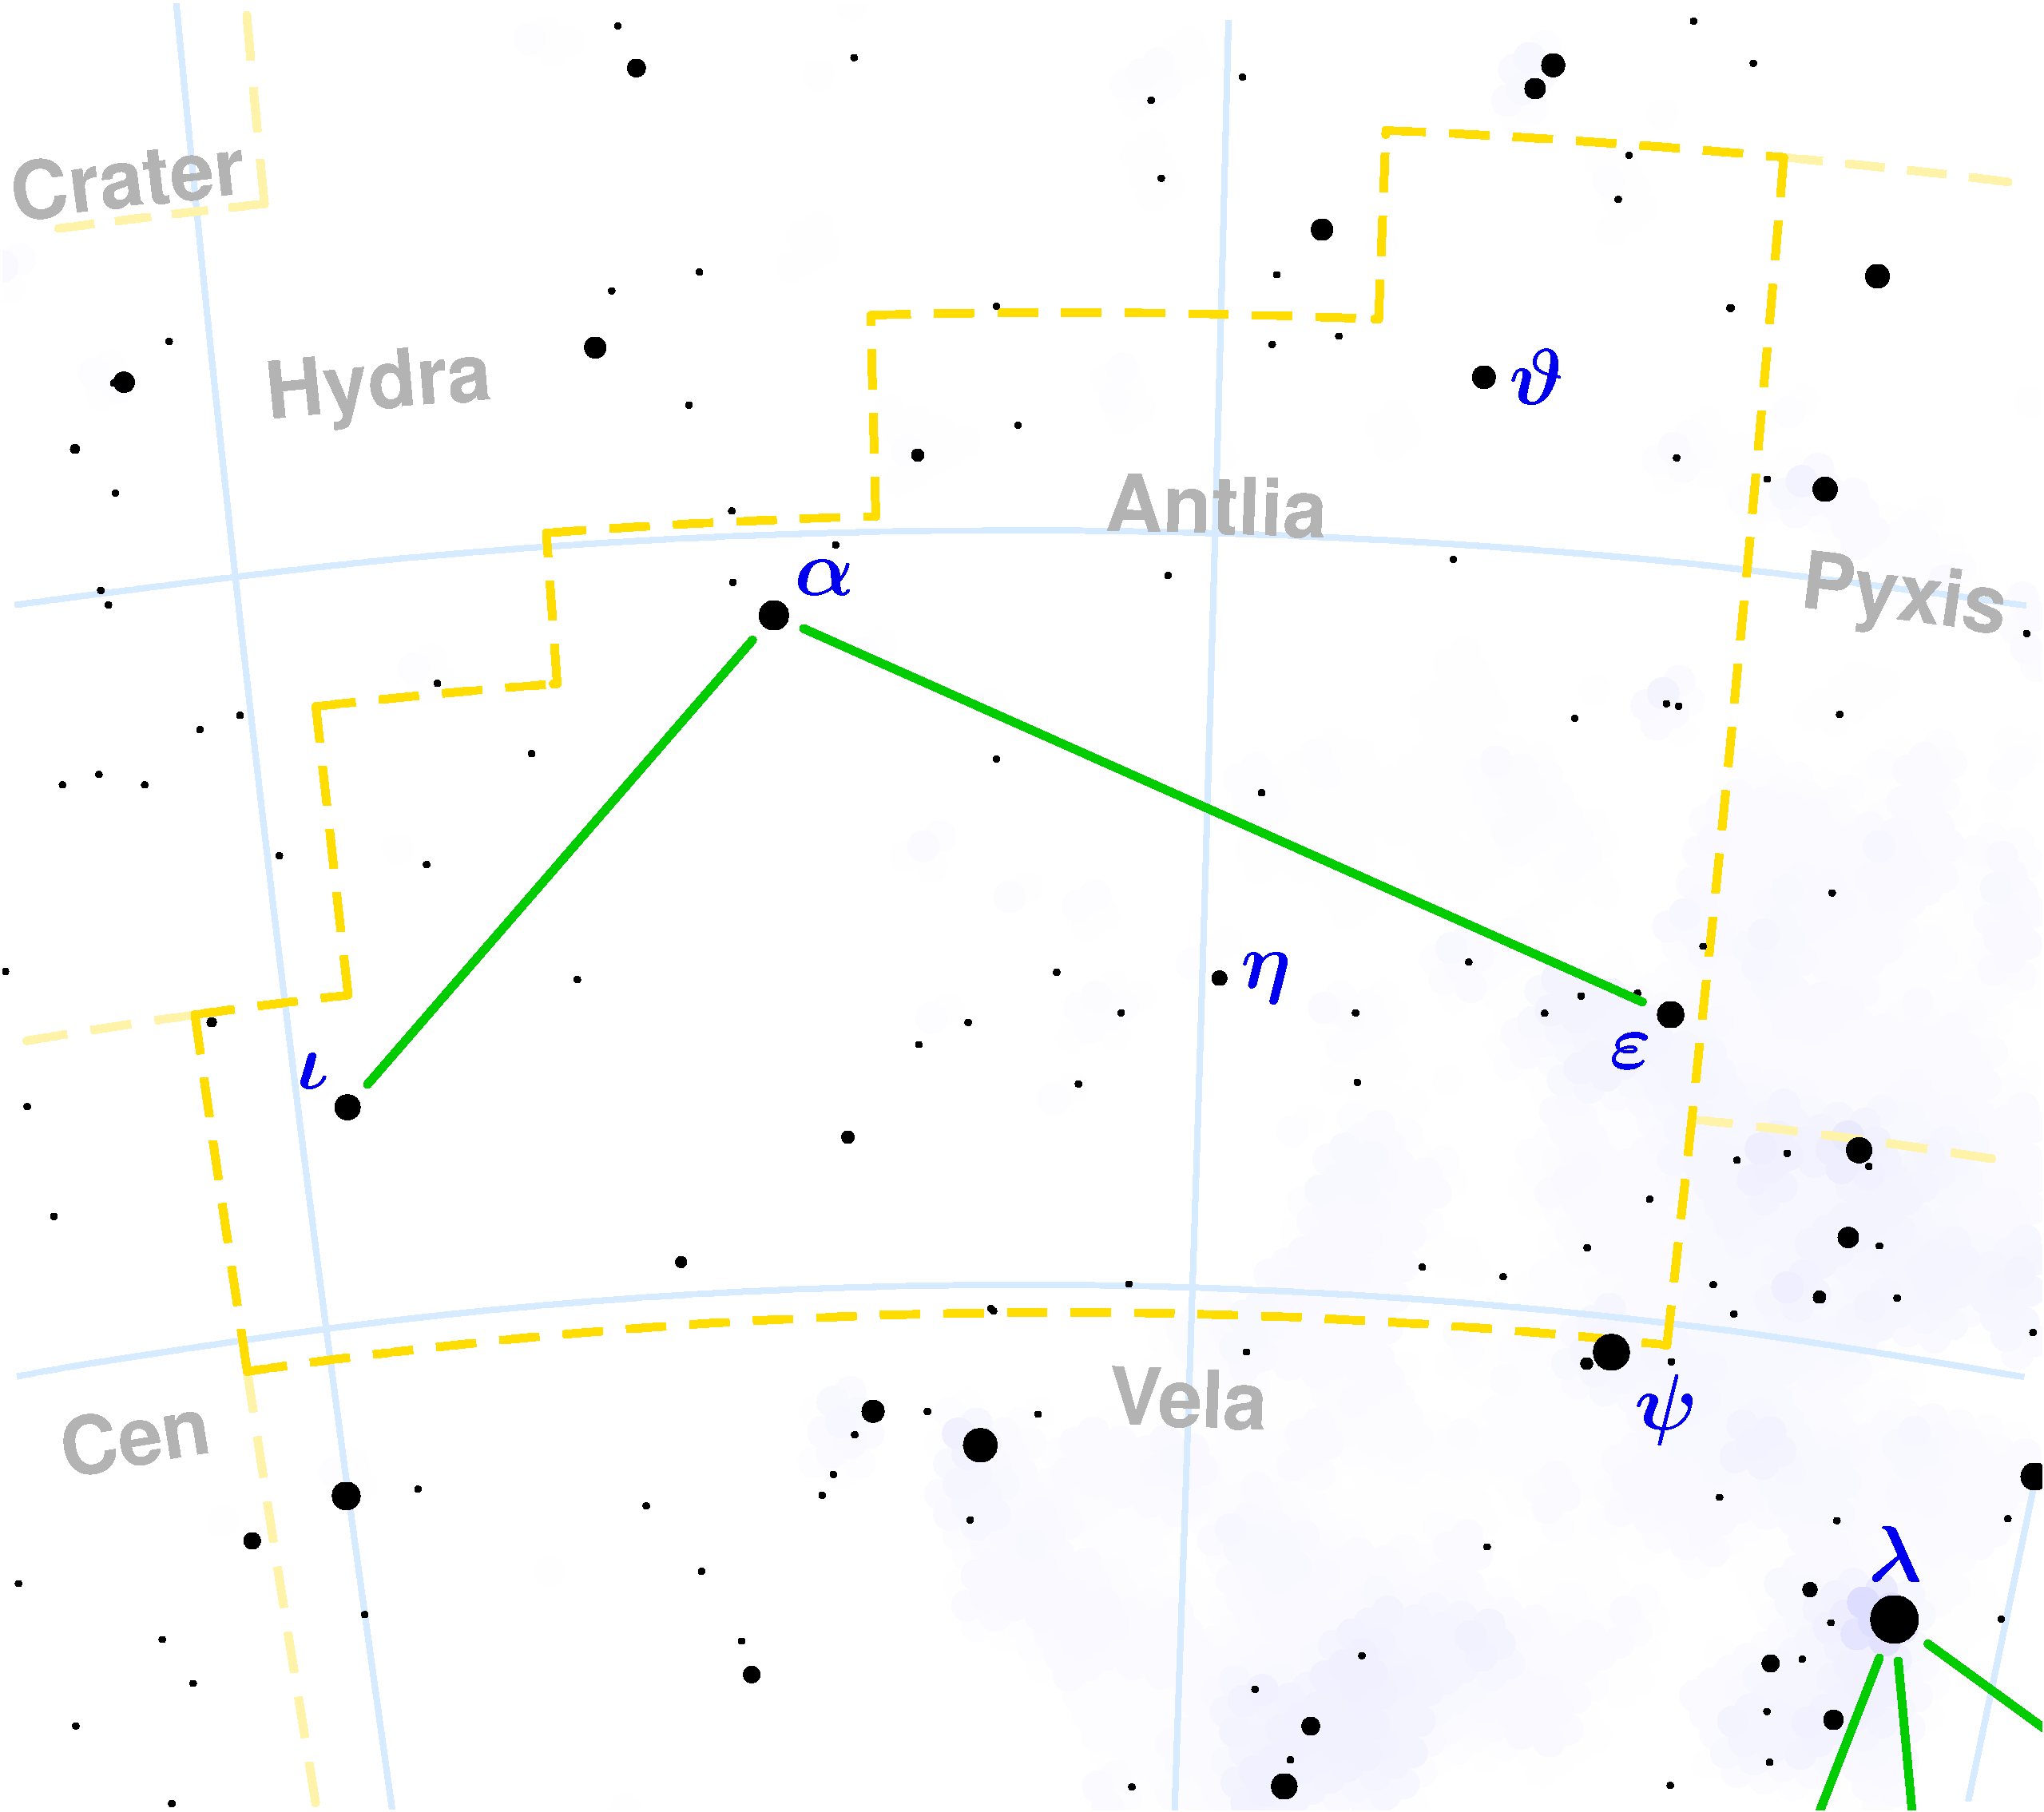 Crater
Hydra
ϑ
Antlia
α
Pyxis
η
ι
ε
Vela
ψ
Cen
λ